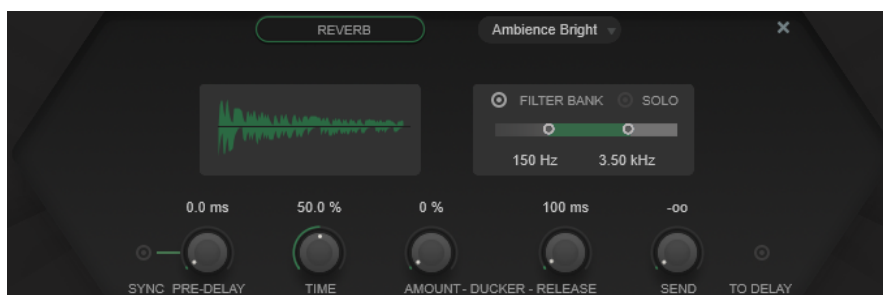 REVERB Ambience Bright
FILTER BANK SOLO
150 Hz 3.50 kHz
0.0 ms 50.0 % 0 % 100 ms -oo
SYNC PRE-DELAY TIME AMOUNT - DUCKER - RELEASE SEND TO DELAY